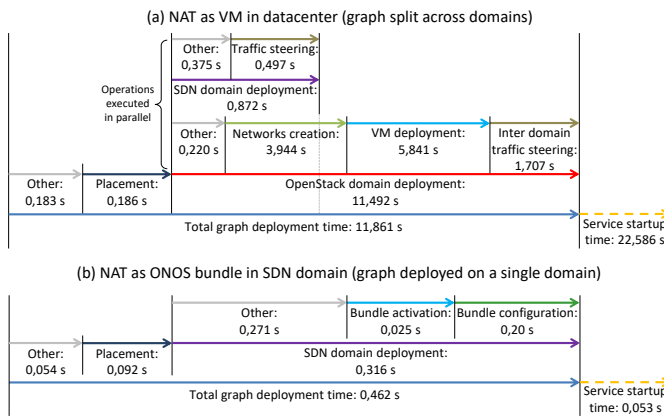 (a) NAT as VM in datacenter (graph split across domains)
Other:
0,375 s
Traffic steering:
0,497 s
Operations
executed
in parallel
SDN domain deployment:
0,872 s
Other:
0,220 s
Networks creation:
3,944 s
VM deployment:
5,841 s
Inter domain
traffic steering:
1,707 s
Other:
0,183 s
Placement:
0,186 s
OpenStack domain deployment:
11,492 s
Total graph deployment time: 11,861 s
Service startup
time: 22,586 s
(b) NAT as ONOS bundle in SDN domain (graph deployed on a single domain)
Other:
0,271 s
Bundle activation:
0,025 s
Bundle configuration:
0,20 s
Other:
0,054 s
Placement:
0,092 s
SDN domain deployment:
0,316 s
Total graph deployment time: 0,462 s
Service startup
time: 0,053 s